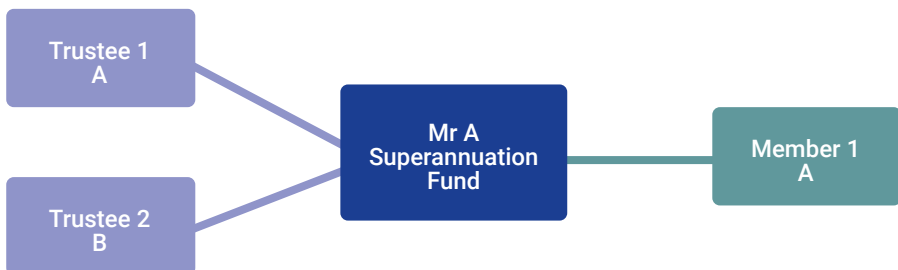 Trustee 1
A
Mr A
Superannuation
Fund
Member 1
A
Trustee 2
B